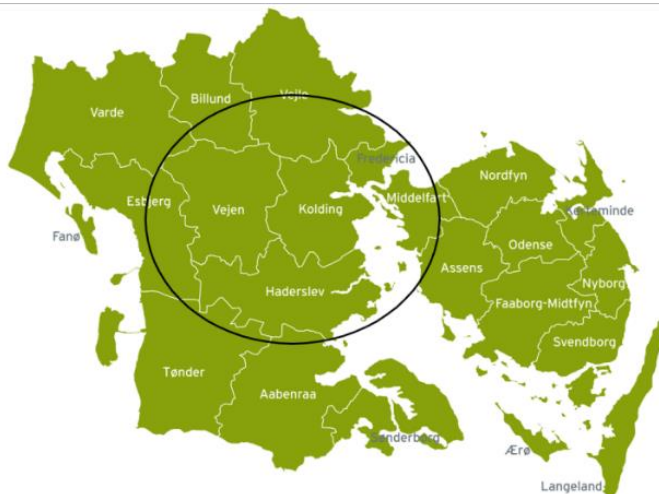 Varde
Billund
Vejle
Fredericia
Esbjerg
Vejen
Kolding
Middelfart
Nordfyn
Kerteminde
Fanø
Odense
Assens
Haderslev
Nyborg
Faaborg-Midtfyn
Svendborg
Tønder
Aabenraa
Sønderborg
Ærø
Langeland